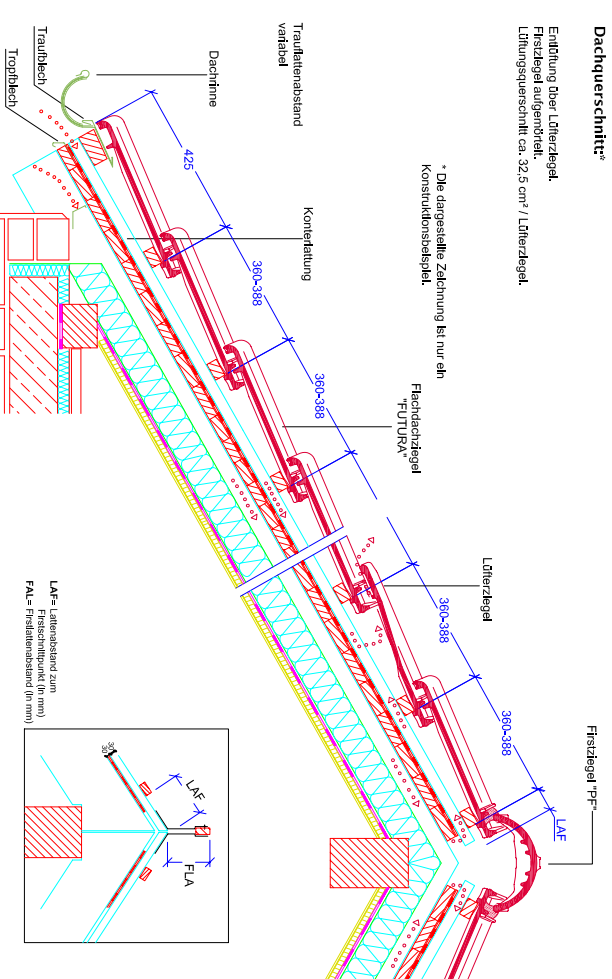 Dachquerschnitt:*
Entlüftung über Lüfterziegel.
Firstziegel aufgemörtelt.
Lüftungsquerschnitt ca. 32,5 cm² / Lüfterziegel.
* Die dargestellte Zeichnung ist nur ein
Konstruktionsbeispiel.
Trauflattenabstand
variabel
Dachrinne
Traufblech
Tropfblech
425
Konterlattung
360-388
360-388
Flachdachziegel
"FUTURA"
Lüfterziegel
360-388
360-388
Firstziegel "PF"
LAF
LAF= Lattenabstand zum
Firstschnittpunkt (in mm)
FAL= Firstlattenabstand (in mm)
30
30
LAF
FLA